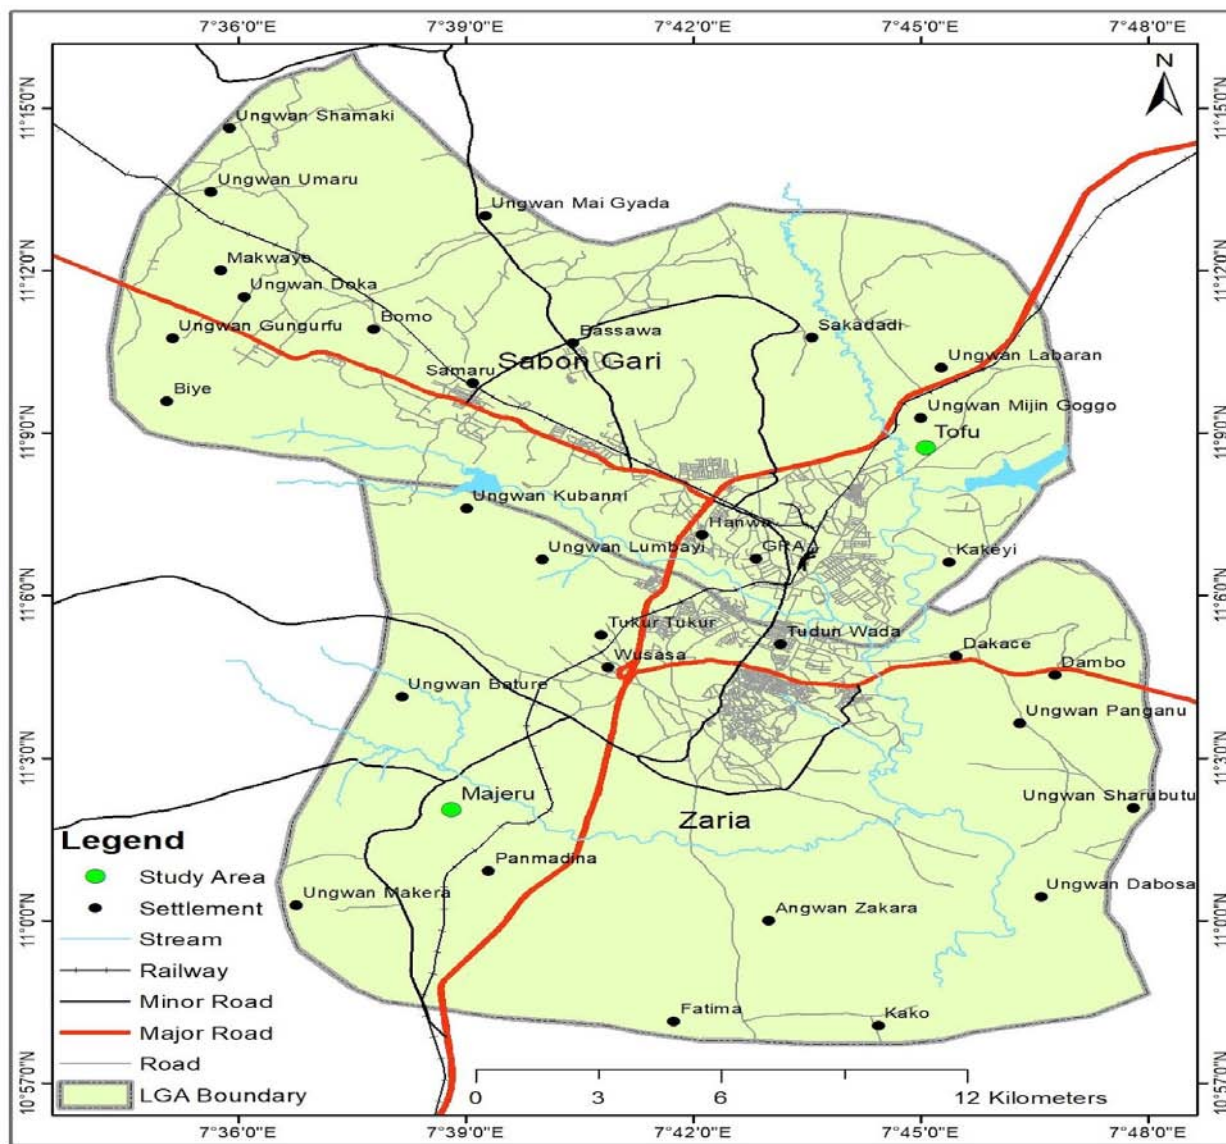 7°36'0"E 7°39'0"E 7°42'0"E 7°45'0"E 7°48'0"E
N
11°15'0"N 11°15'0"N
Ungwan Shamaki
Ungwan Umaru
Ungwan Mai Gyada
11°12'0"N 11°12'0"N
Makwaye
Ungwan Doka
Ungwan Gungurfu
Bomo
Bassawa
Sakadadi
Sabon Gari
Ungwan Labaran
Samaru
Biye
Ungwan Mijin Goggo
11°9'0"N 11°9'0"N
Tofu
Ungwan Kubanni
Hanwa
Ungwan Lumbayi
GRA
Kakeyi
11°6'0"N 11°6'0"N
Tukur Tukur
Tudun Wada
Wusasa
Dakace
Dambo
Ungwan Bature
Ungwan Panganu
11°3'0"N 11°3'0"N
Majeru
Ungwan Sharubutu
Zaria
Panmadina
Ungwan Makera
Ungwan Dabosa
Angwan Zakara
11°0'0"N 11°0'0"N
Fatima
Kako
Legend
Study Area
Settlement
Stream
Railway
Minor Road
Major Road
Road
LGA Boundary
0 3 6 12 Kilometers
10°57'0"N 10°57'0"N
7°36'0"E 7°39'0"E 7°42'0"E 7°45'0"E 7°48'0"E